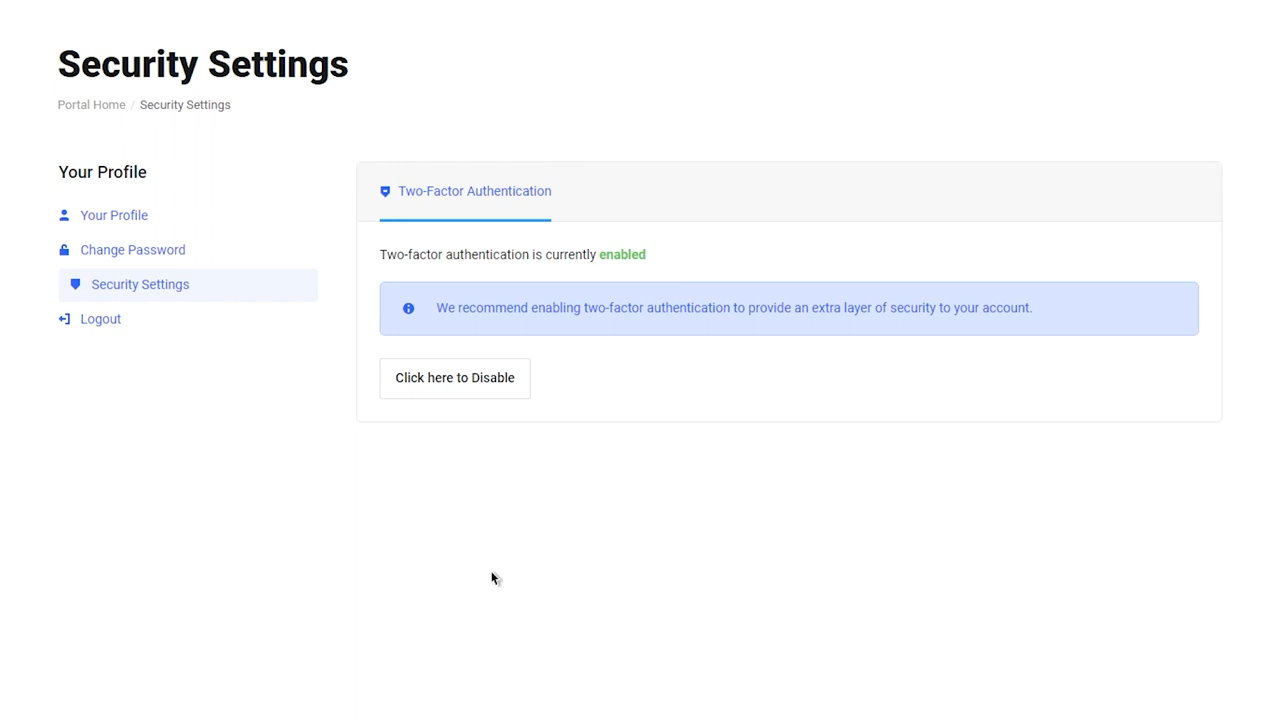 Security Settings
Portal Home / Security Settings
Your Profile
Your Profile
Change Password
Security Settings
Logout
Two-Factor Authentication
Two-factor authentication is currently enabled
We recommend enabling two-factor authentication to provide an extra layer of security to your account.
Click here to Disable